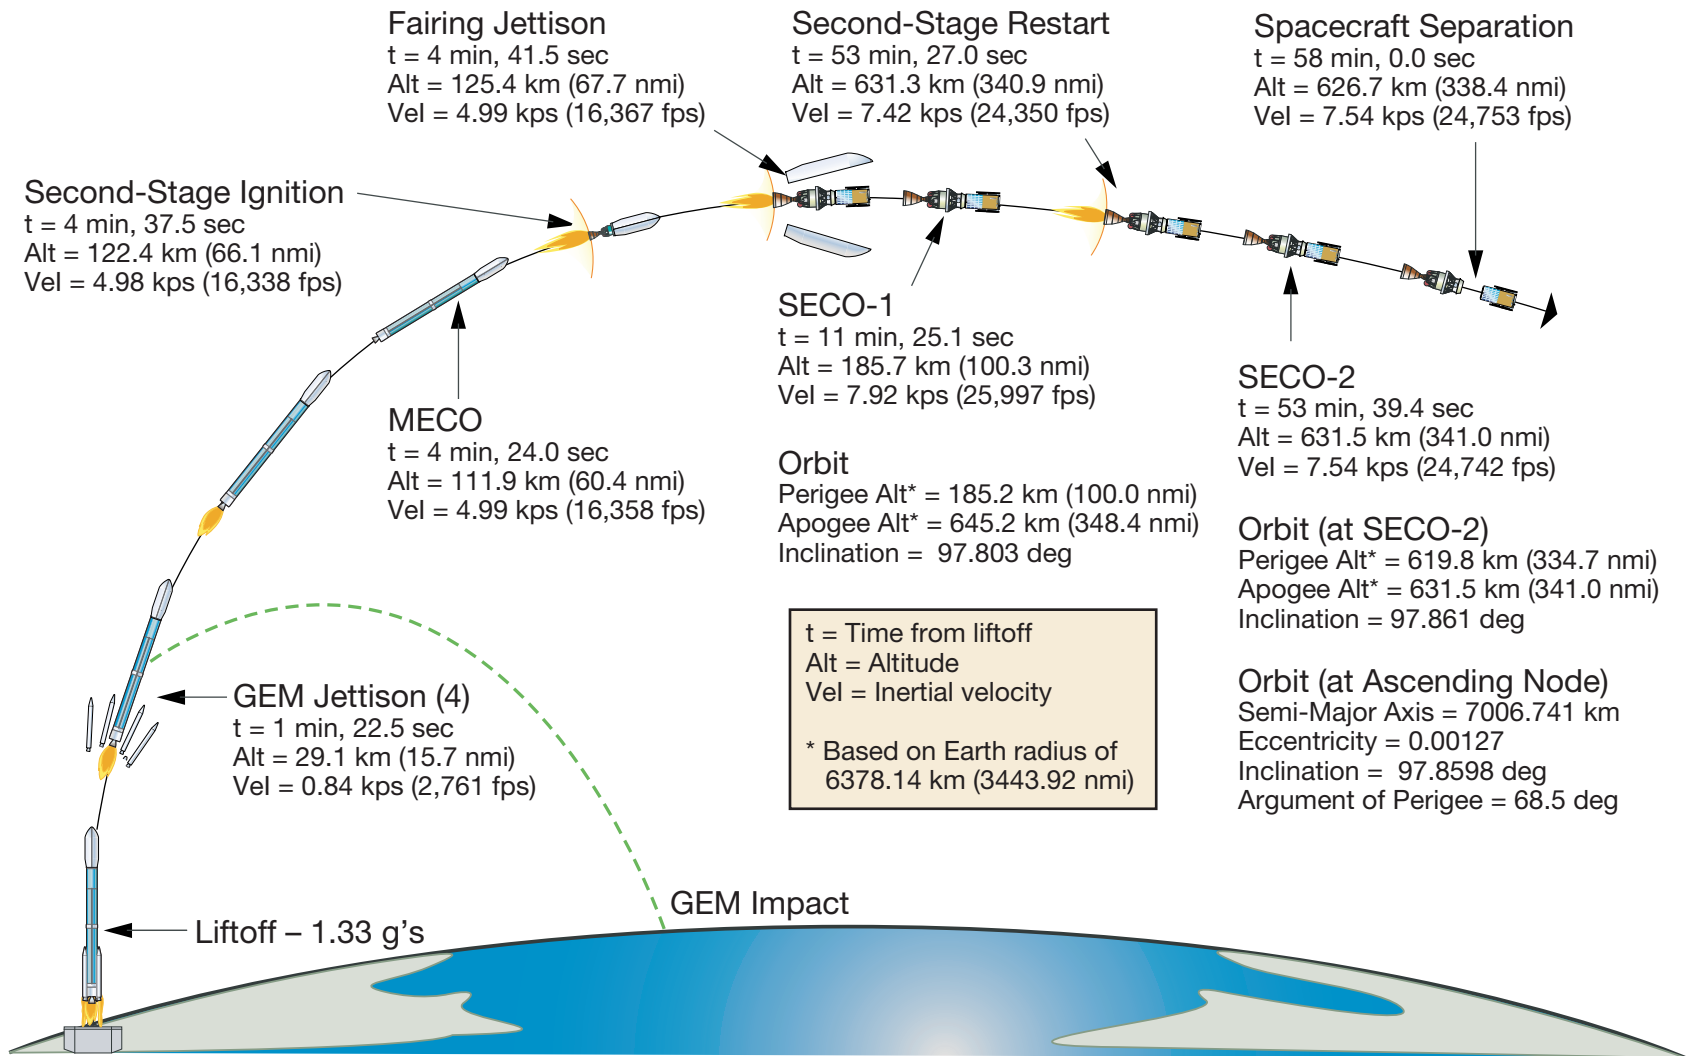 Fairing Jettison
t = 4 min, 41.5 sec
Alt = 125.4 km (67.7 nmi)
Vel = 4.99 kps (16,367 fps)
Second-Stage Restart
t = 53 min, 27.0 sec
Alt = 631.3 km (340.9 nmi)
Vel = 7.42 kps (24,350 fps)
Spacecraft Separation
t = 58 min, 0.0 sec
Alt = 626.7 km (338.4 nmi)
Vel = 7.54 kps (24,753 fps)
Second-Stage Ignition
t = 4 min, 37.5 sec
Alt = 122.4 km (66.1 nmi)
Vel = 4.98 kps (16,338 fps)
SECO-1
t = 11 min, 25.1 sec
Alt = 185.7 km (100.3 nmi)
Vel = 7.92 kps (25,997 fps)
Orbit
Perigee Alt* = 185.2 km (100.0 nmi)
Apogee Alt* = 645.2 km (348.4 nmi)
Inclination = 97.803 deg
MECO
t = 4 min, 24.0 sec
Alt = 111.9 km (60.4 nmi)
Vel = 4.99 kps (16,358 fps)
SECO-2
t = 53 min, 39.4 sec
Alt = 631.5 km (341.0 nmi)
Vel = 7.54 kps (24,742 fps)
Orbit (at SECO-2)
Perigee Alt* = 619.8 km (334.7 nmi)
Apogee Alt* = 631.5 km (341.0 nmi)
Inclination = 97.861 deg
Orbit (at Ascending Node)
Semi-Major Axis = 7006.741 km
Eccentricity = 0.00127
Inclination = 97.8598 deg
Argument of Perigee = 68.5 deg
t = Time from liftoff
Alt = Altitude
Vel = Inertial velocity
* Based on Earth radius of
6378.14 km (3443.92 nmi)
GEM Jettison (4)
t = 1 min, 22.5 sec
Alt = 29.1 km (15.7 nmi)
Vel = 0.84 kps (2,761 fps)
GEM Impact
Liftoff – 1.33 g's